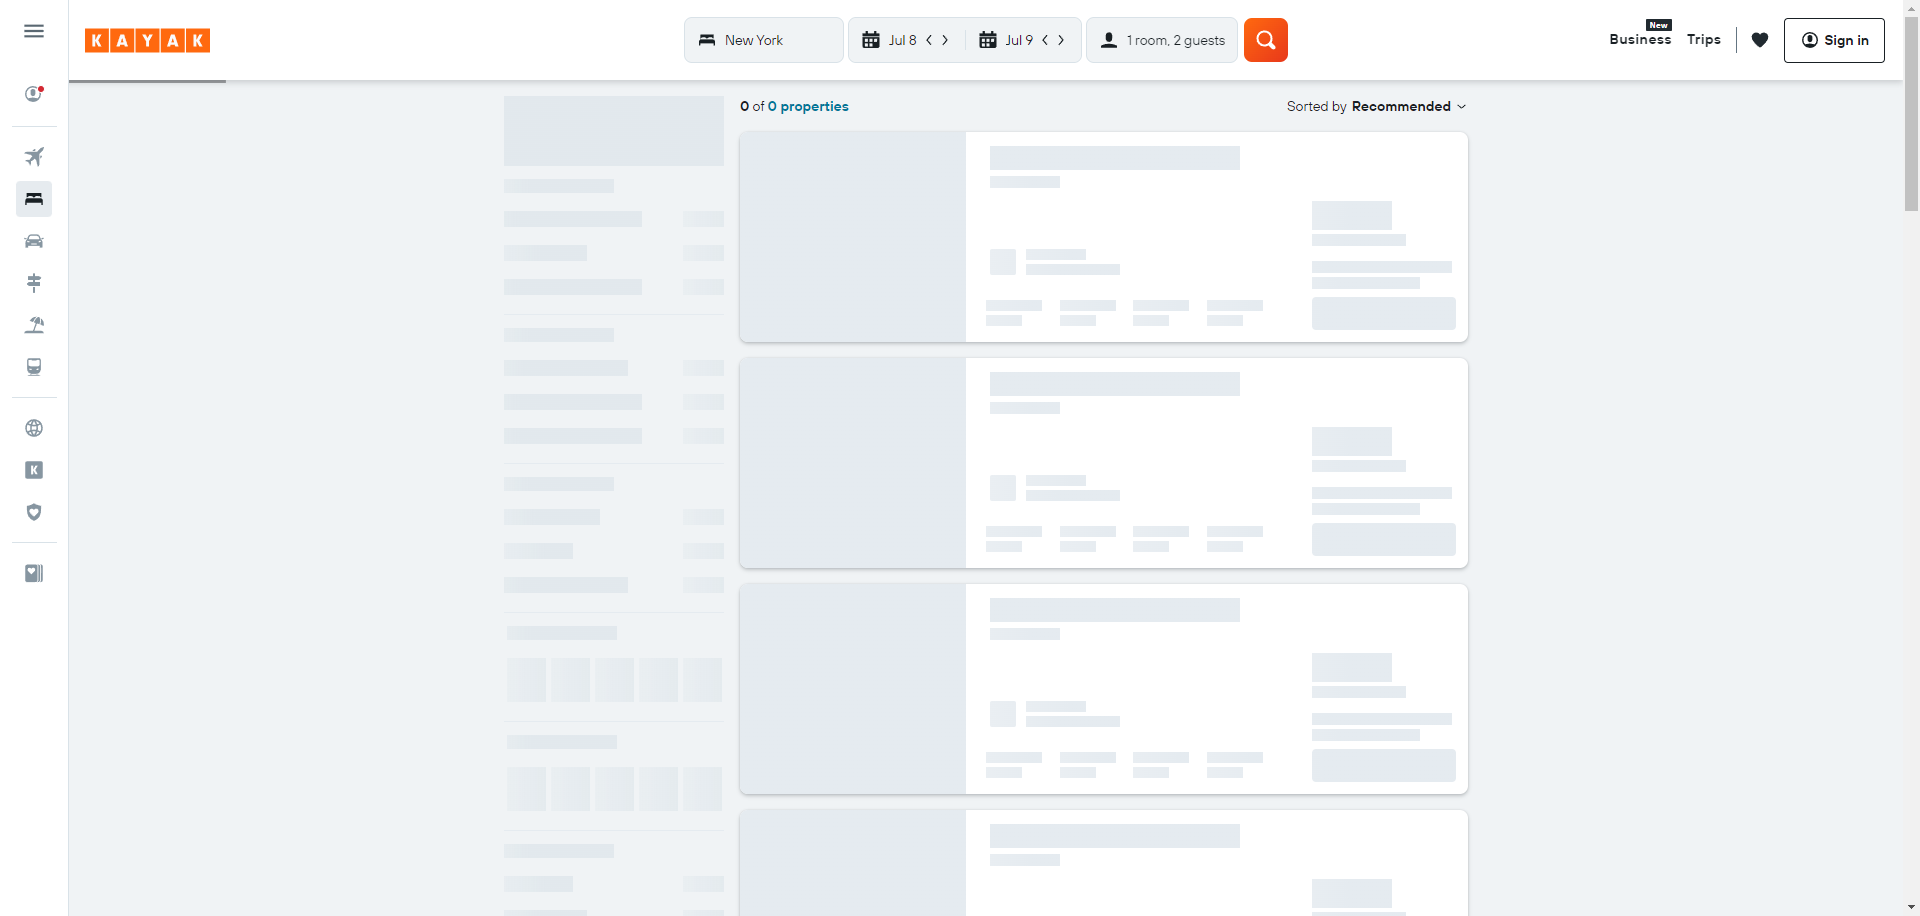 KAYAK
New York
Jul 8
Jul 9
1 room, 2 guests
New
Business
Trips
Sign in
0 of 0 properties
Sorted by Recommended
K